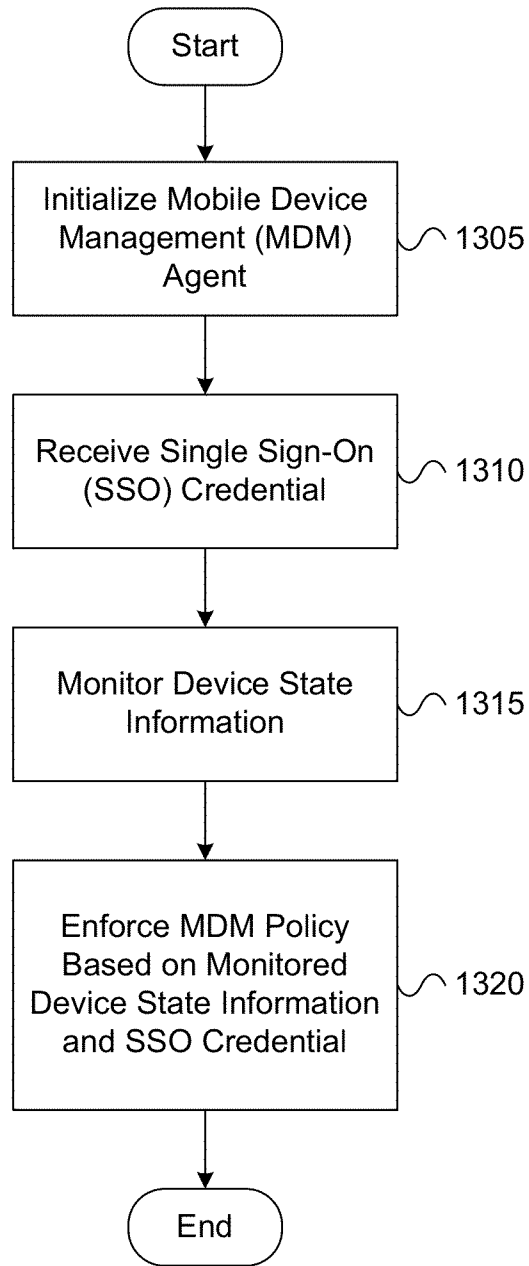 Start
Initialize Mobile Device
Management (MDM)
Agent
1305
Receive Single Sign-On
(SSO) Credential
1310
Monitor Device State
Information
1315
Enforce MDM Policy
Based on Monitored
Device State Information
and SSO Credential
1320
End